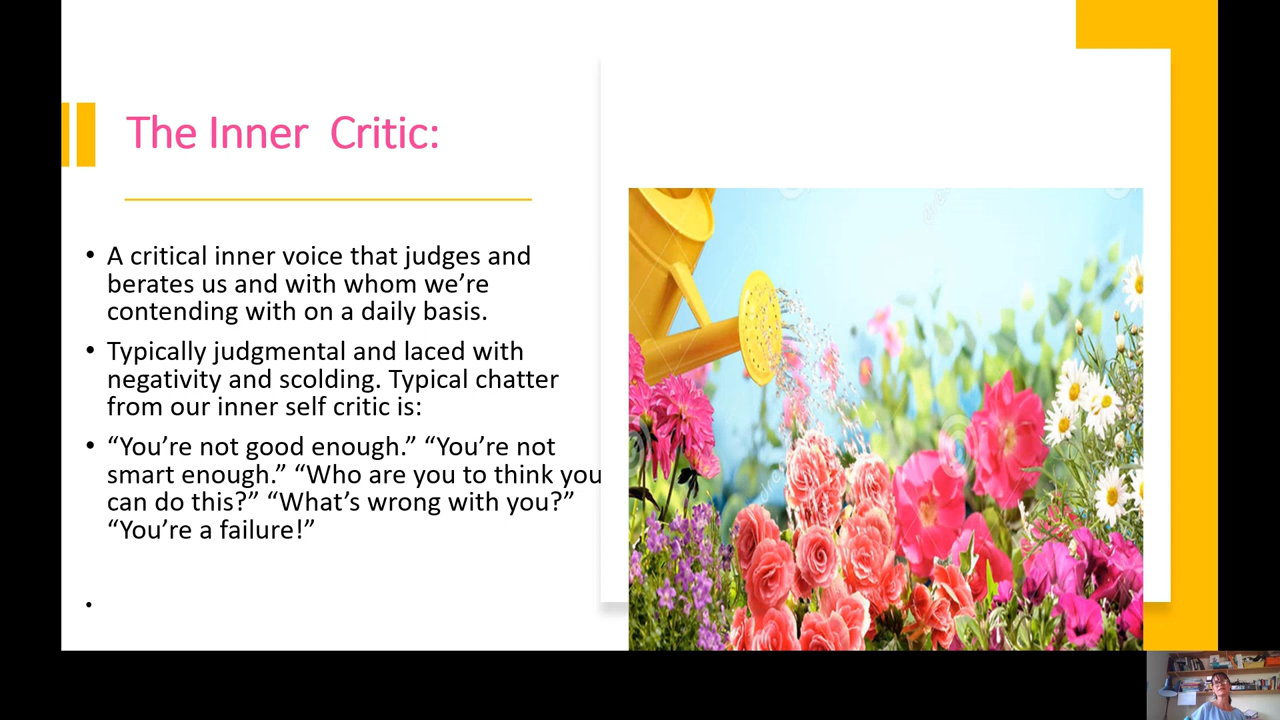 The Inner  Critic:
• A critical inner voice that judges and
berates us and with whom we’re
contending with on a daily basis.
• Typically judgmental and laced with
negativity and scolding. Typical chatter
from our inner self critic is:
• “You’re not good enough.” “You’re not
smart enough.” “Who are you to think you
can do this?” “What’s wrong with you?”
“You’re a failure!”
•